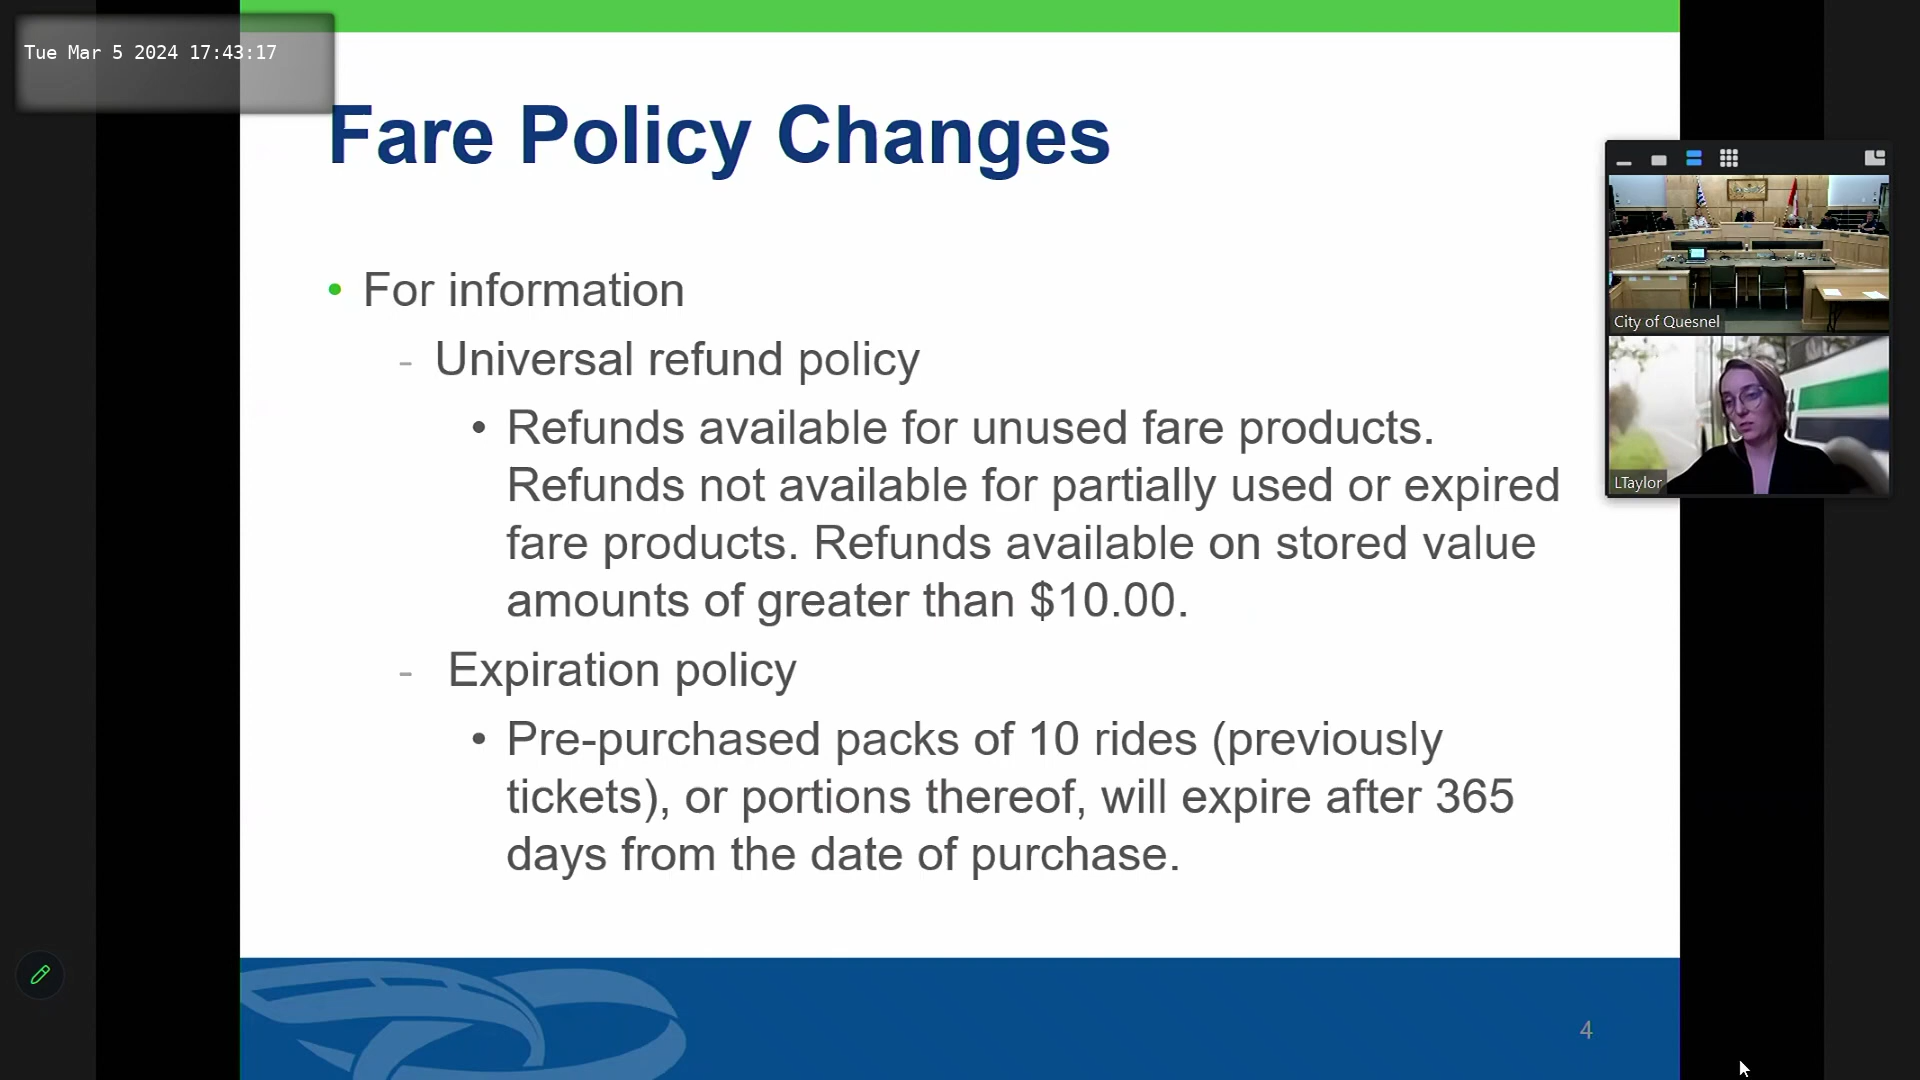 Tue Mar 5 2024 17:43:17
Fare Policy Changes
• For information
- Universal refund policy
• Refunds available for unused fare products.
Refunds not available for partially used or expired
fare products. Refunds available on stored value
amounts of greater than $10.00.
- Expiration policy
• Pre-purchased packs of 10 rides (previously
tickets), or portions thereof, will expire after 365
days from the date of purchase.
4
City of Quesnel
LTaylor